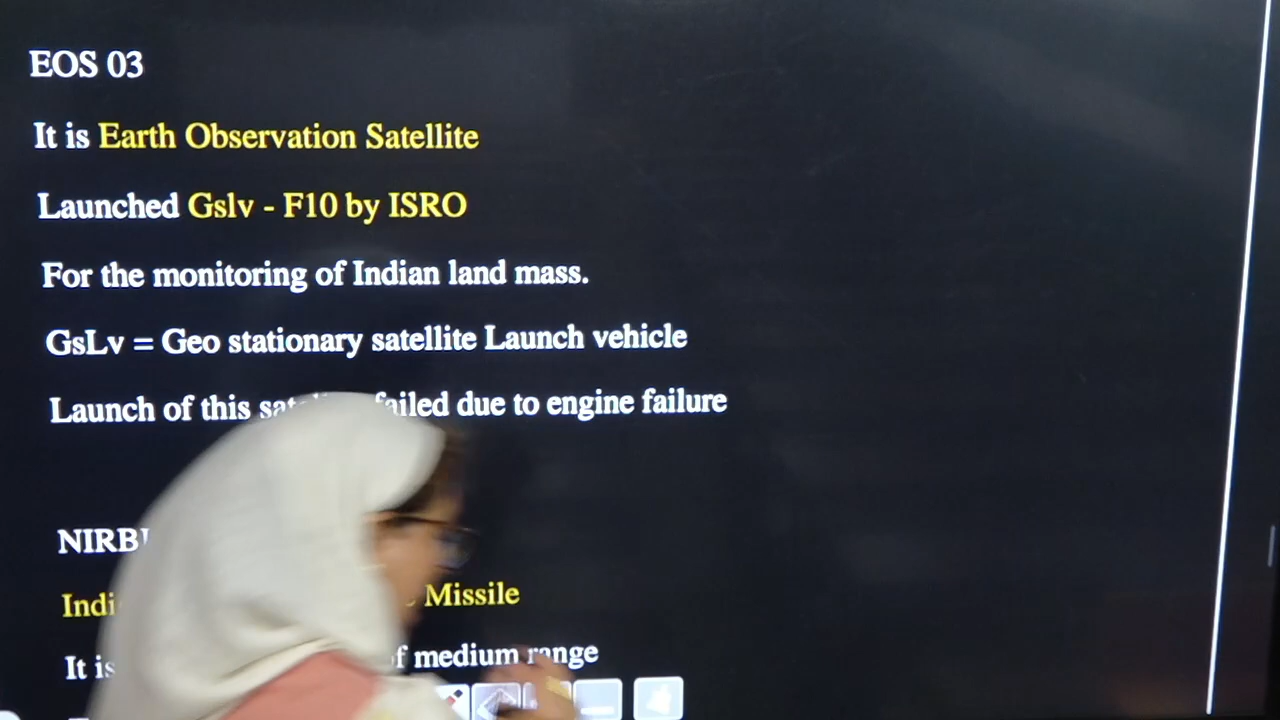 EOS 03
It is Earth Observation Satellite
Launched Gslv - F10 by ISRO
For the monitoring of Indian land mass.
GsLv = Geo stationary satellite Launch vehicle
Launch of this failed due to engine failure
Missile
It is medium range